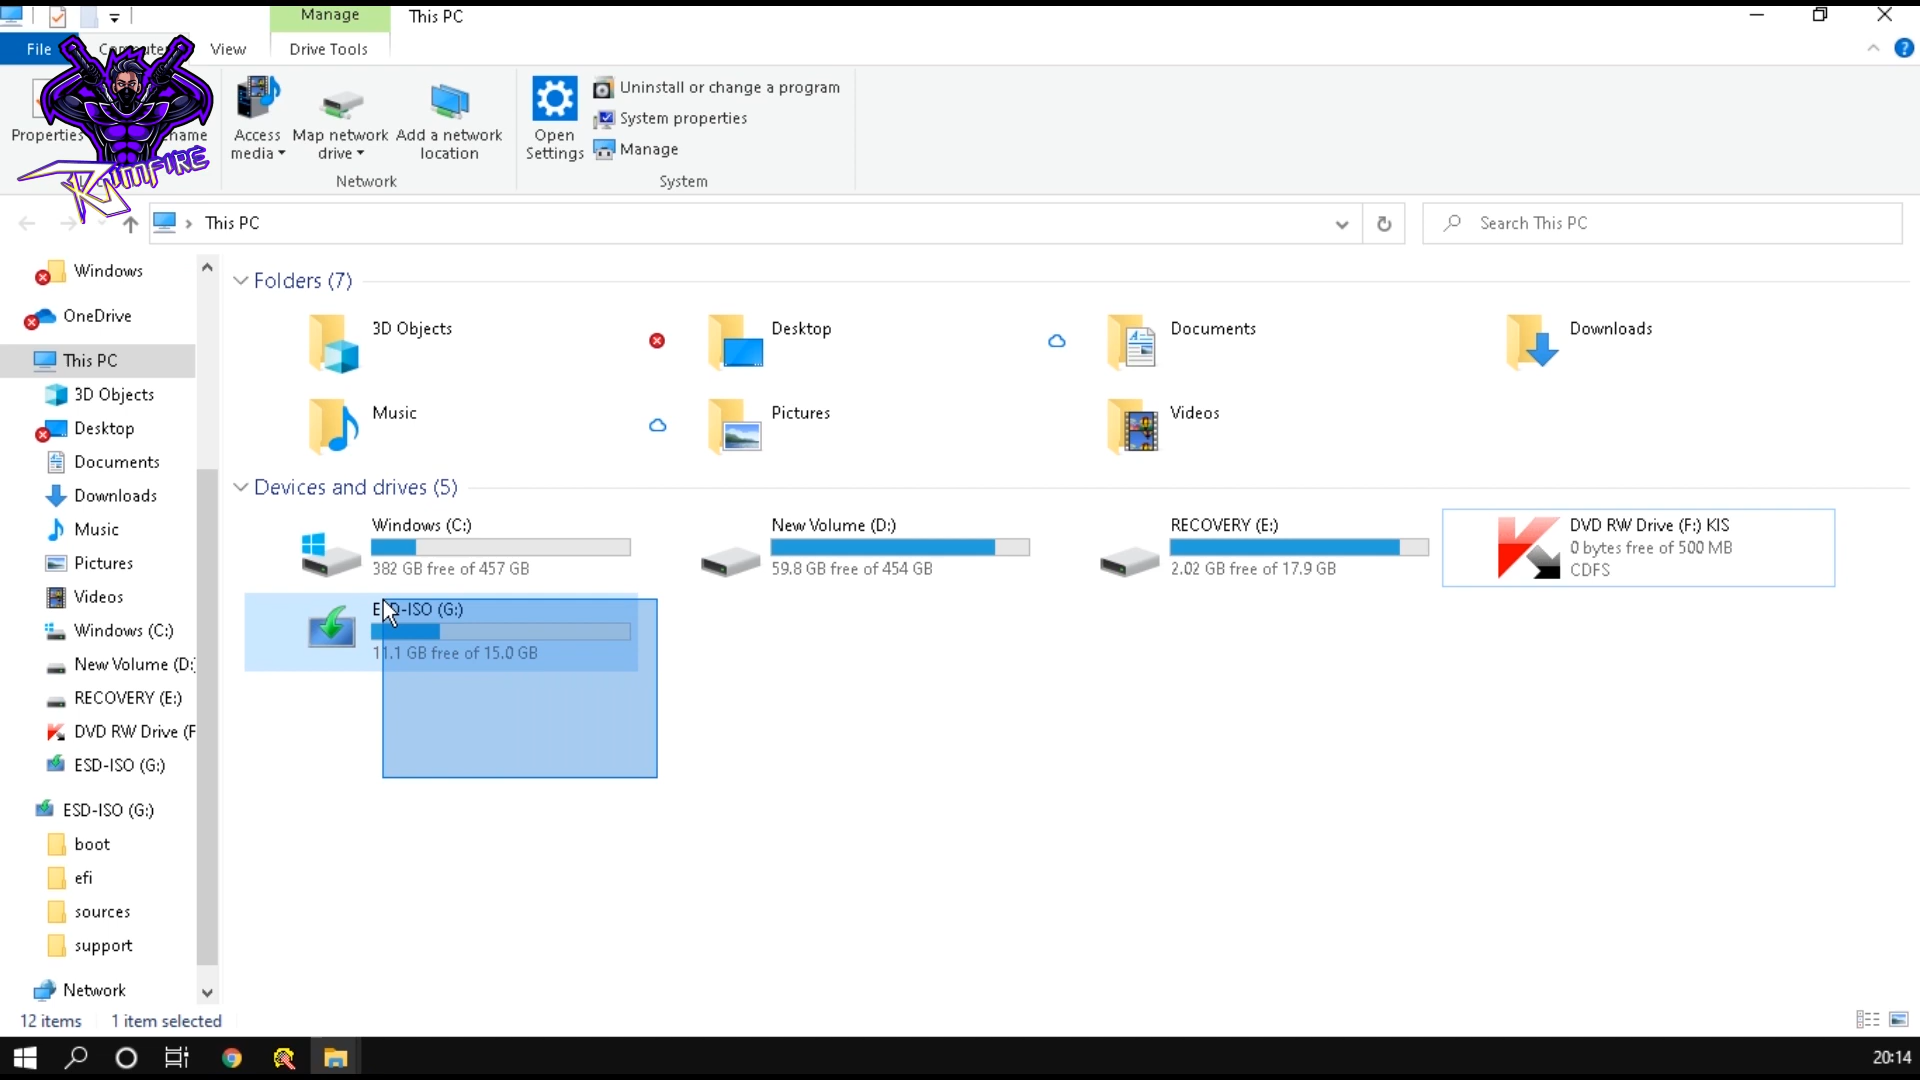 Manage
This PC
File
Computer
View
Drive Tools
Properties
name
Access media
Map network drive
Add a network location
Open Settings
Uninstall or change a program
System properties
Manage
Network
System
KIMFIRE
This PC
Search This PC
Windows
OneDrive
This PC
3D Objects
Desktop
Documents
Downloads
Music
Pictures
Videos
Windows (C:)
New Volume (D:
RECOVERY (E:)
DVD RW Drive (F
ESD-ISO (G:)
ESD-ISO (G:)
boot
efi
sources
support
Network
Folders (7)
3D Objects
Desktop
Documents
Downloads
Music
Pictures
Videos
Devices and drives (5)
Windows (C:)
382 GB free of 457 GB
New Volume (D:)
59.8 GB free of 454 GB
RECOVERY (E:)
2.02 GB free of 17.9 GB
DVD RW Drive (F:) KIS
0 bytes free of 500 MB
CDFS
ESD-ISO (G:)
11.1 GB free of 15.0 GB
12 items
1 item selected
20:14